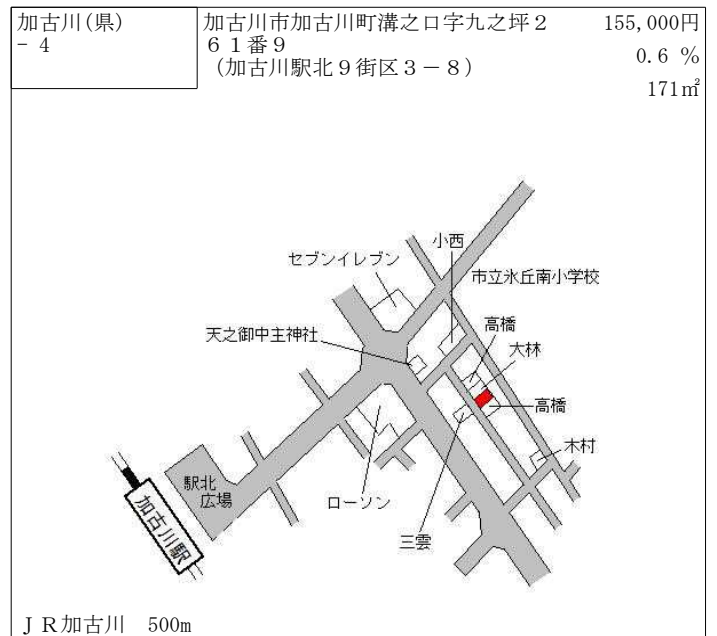 加古川(県)
- 4
加古川市加古川町溝之口字九之坪２
６１番９
（加古川駅北９街区３－８）
155,000円
0.6 %
171㎡
小西
セブンイレブン
市立氷丘南小学校
天之御中主神社
高橋
大林
高橋
木村
駅北
広場
ローソン
加古川駅
三雲
ＪＲ加古川　500m